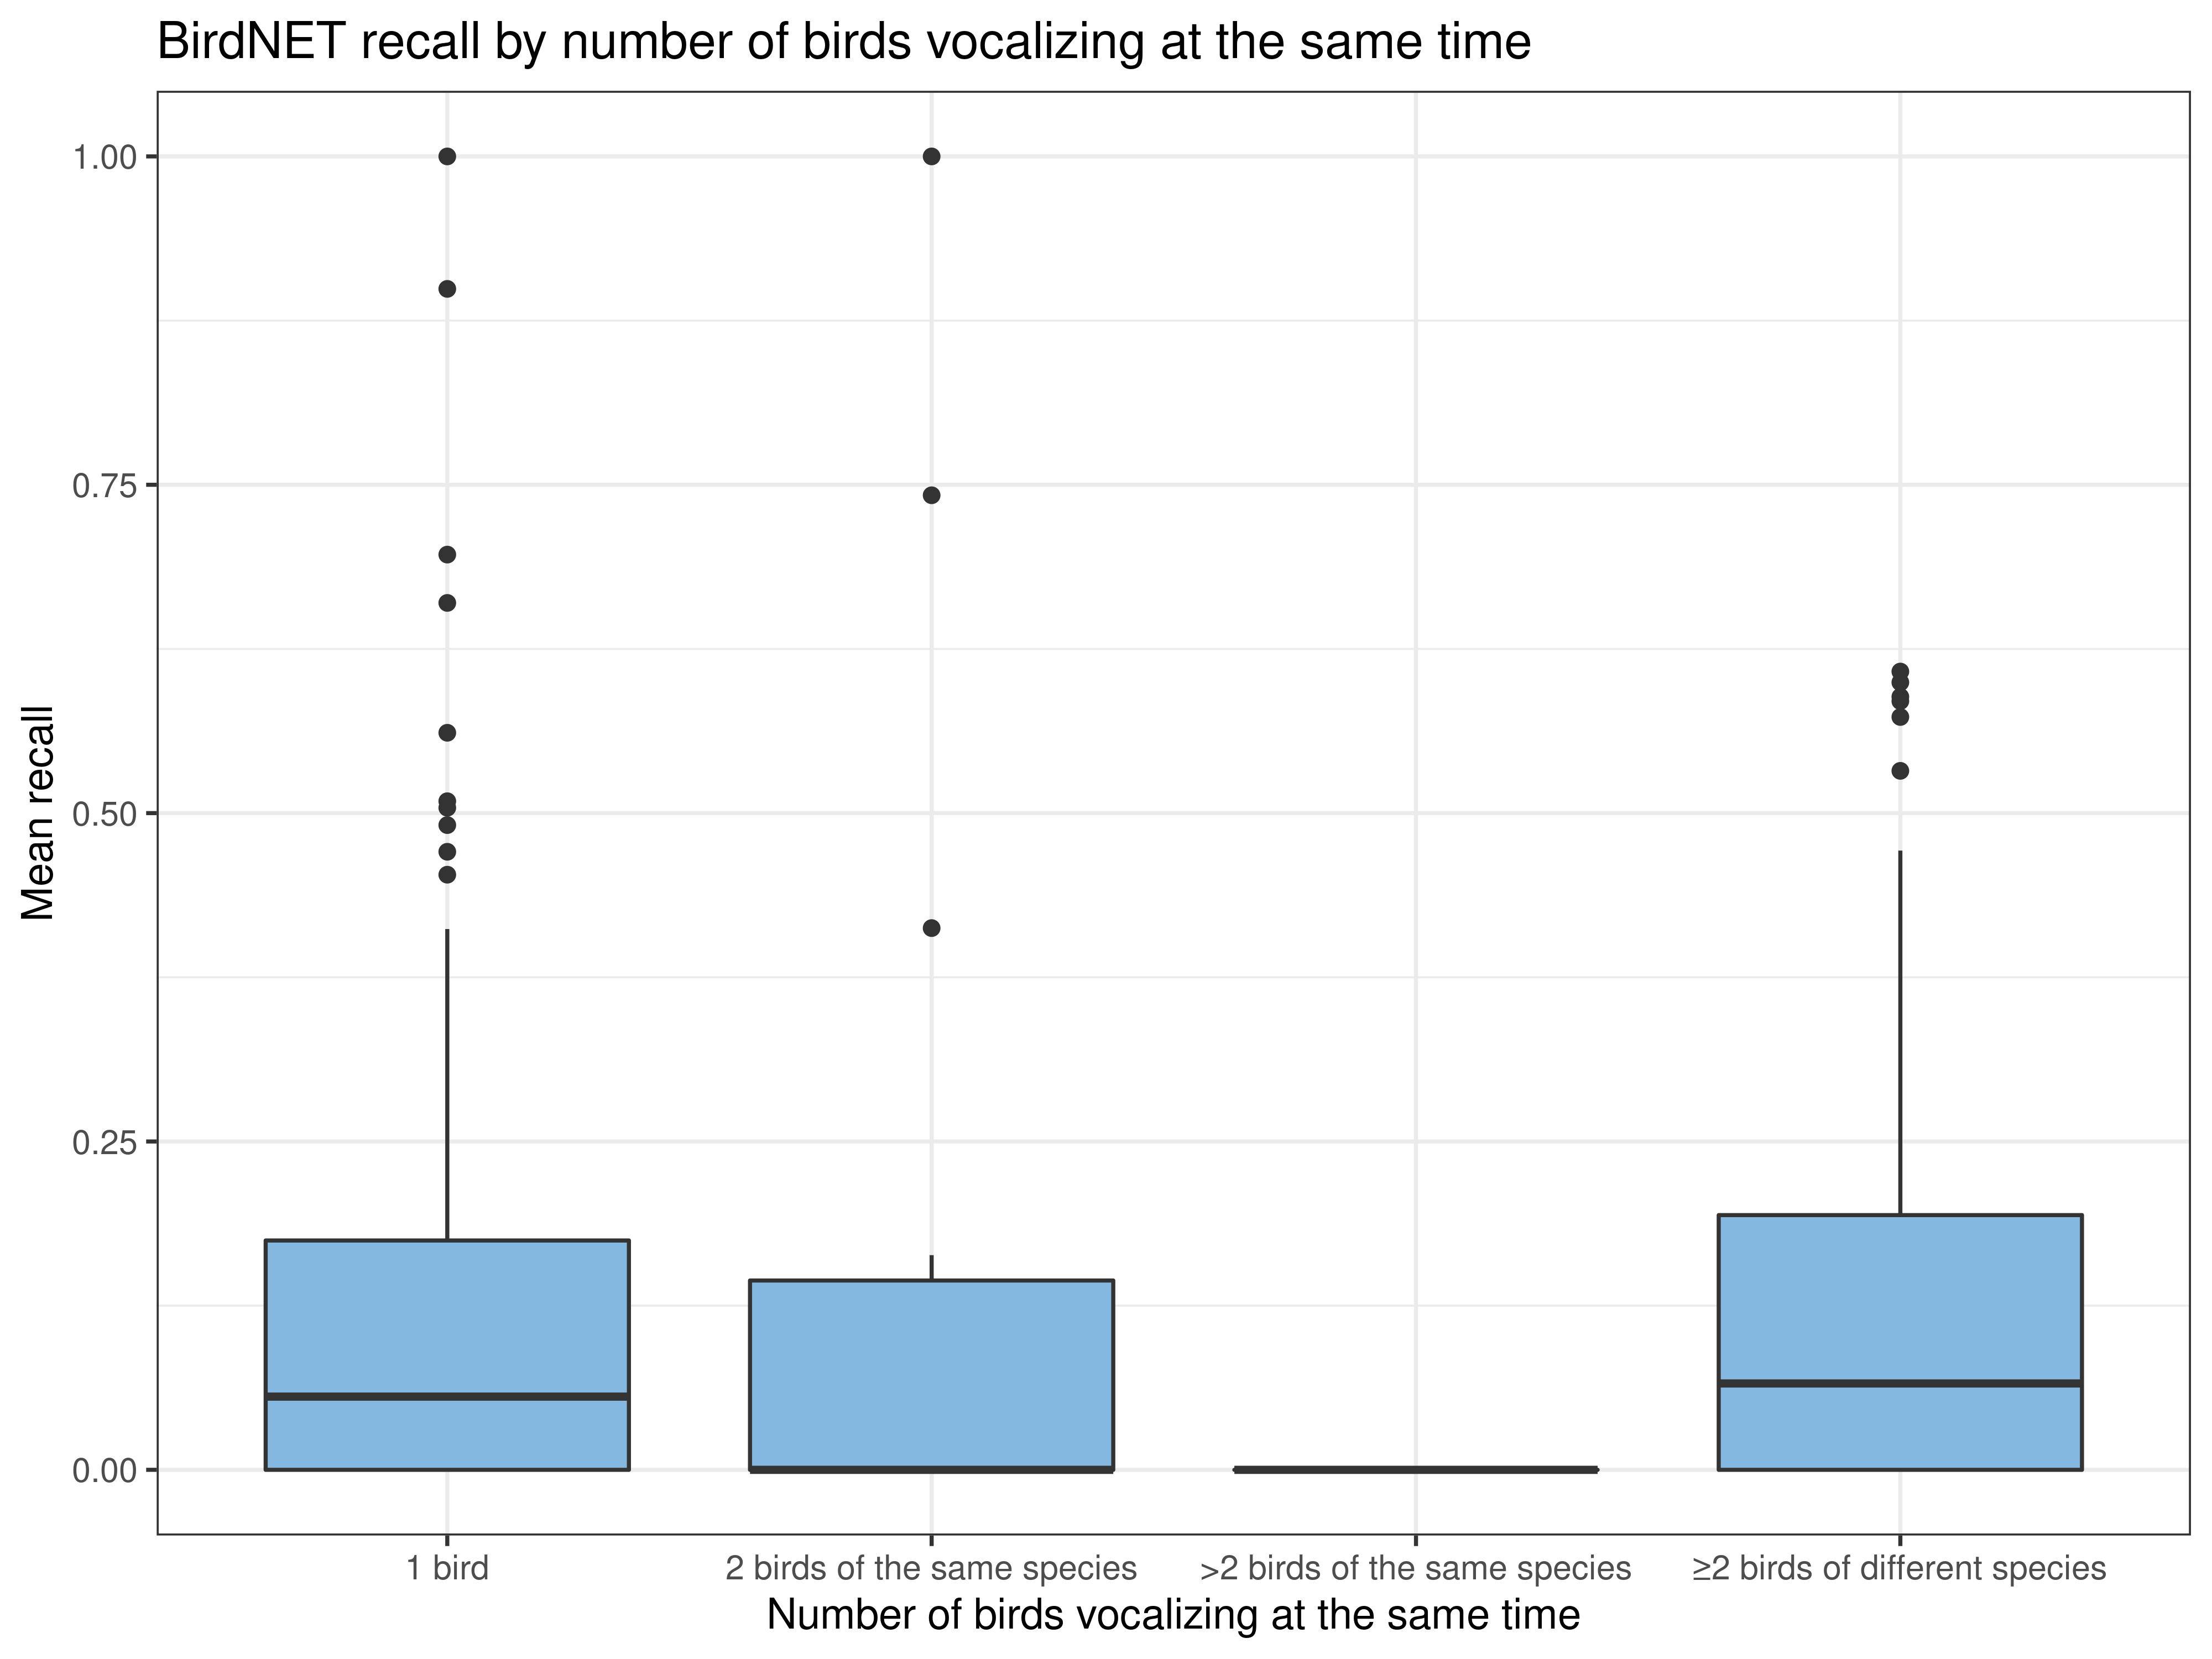 BirdNET recall by number of birds vocalizing at the same time
Mean recall
1.00
0.75
0.50
0.25
0.00
1 bird
2 birds of the same species
>2 birds of the same species
≥2 birds of different species
Number of birds vocalizing at the same time